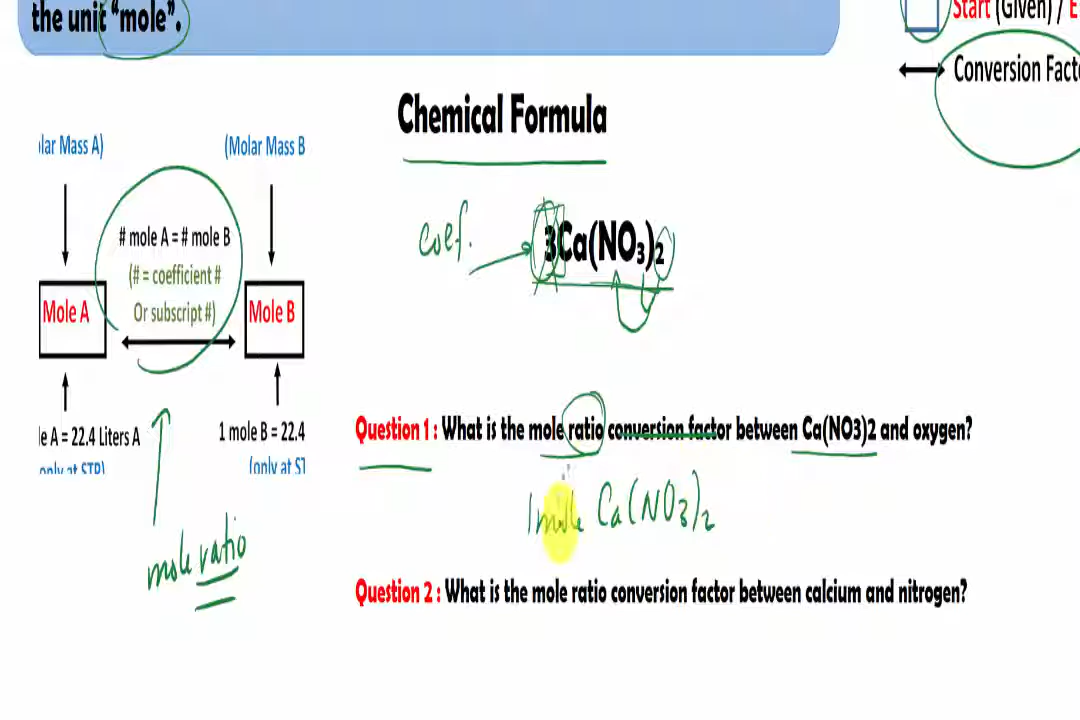 the unit "mole".
Start (Given) / E
Conversion Facto
Chemical Formula
lar Mass A)
(Molar Mass B
coef.
3Ca(NO3)2
# mole A = # mole B
(# = coefficient #
Or subscript #)
Mole A
Mole B
le A = 22.4 Liters A
only at STP)
1 mole B = 22.4
(only at ST
mole ratio
Question 1 : What is the mole ratio conversion factor between Ca(NO3)2 and oxygen?
1 mole Ca(NO3)2
Question 2 : What is the mole ratio conversion factor between calcium and nitrogen?